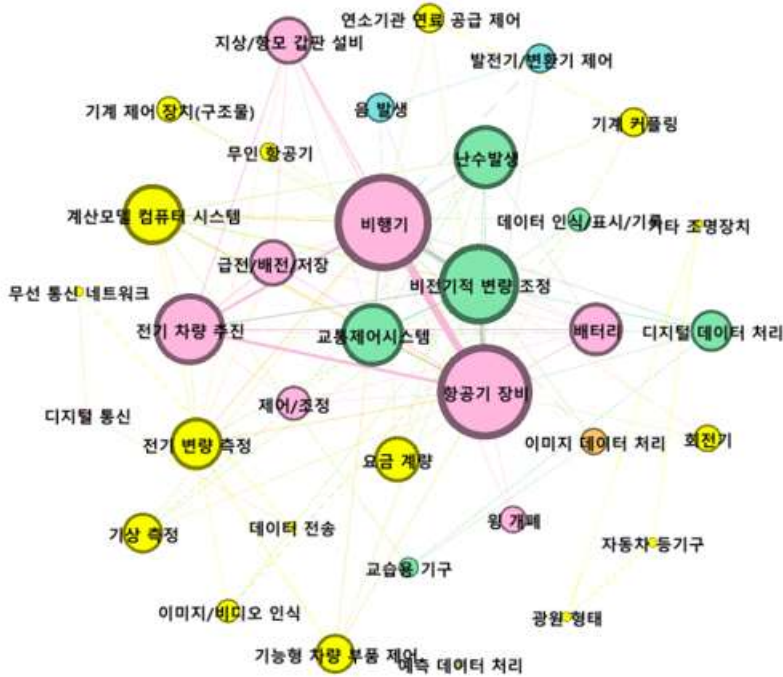 연소기관 연료 공급 제어
지상/항모 갑판 설비
발전기/변환기 제어
음 발생
기계 제어 장치(구조물)
기계 커플링
무인 항공기
난수발생
계산모델 컴퓨터 시스템
비행기
데이터 인식/표시/기록
기타 조명장치
급전/배전/저장
비전기적 변량 조정
무선 통신 네트워크
전기 차량 추진
교통제어시스템
배터리
디지털 데이터 처리
항공기 장비
제어/조정
디지털 통신
전기 변량 측정
요금 계량
이미지 데이터 처리
회전기
윙 개폐
기상 측정
데이터 전송
자동차 등기구
교습용 기구
이미지/비디오 인식
광원 형태
기능형 차량 부품 제어
예측 데이터 처리